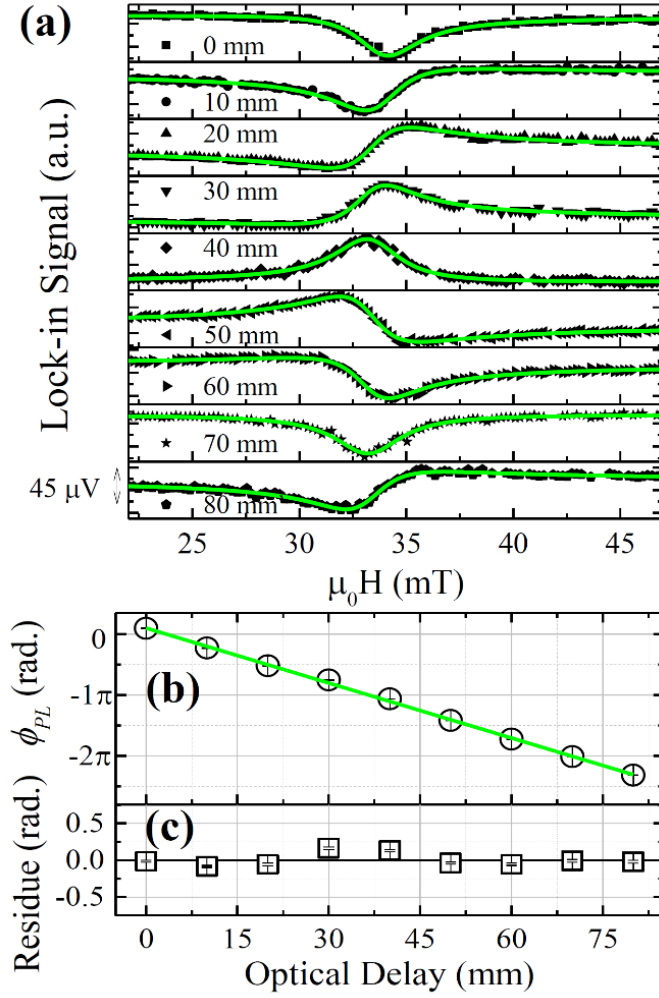 (a)
0 mm
10 mm
20 mm
30 mm
40 mm
50 mm
60 mm
70 mm
80 mm
Lock-in Signal (a.u.)
45 μV
25 30 35 40 45
μ₀H (mT)
(b)
0
-1π
-2π
ϕ_PL (rad.)
(c)
0.5
0.0
-0.5
Residue (rad.)
0 15 30 45 60 75
Optical Delay (mm)